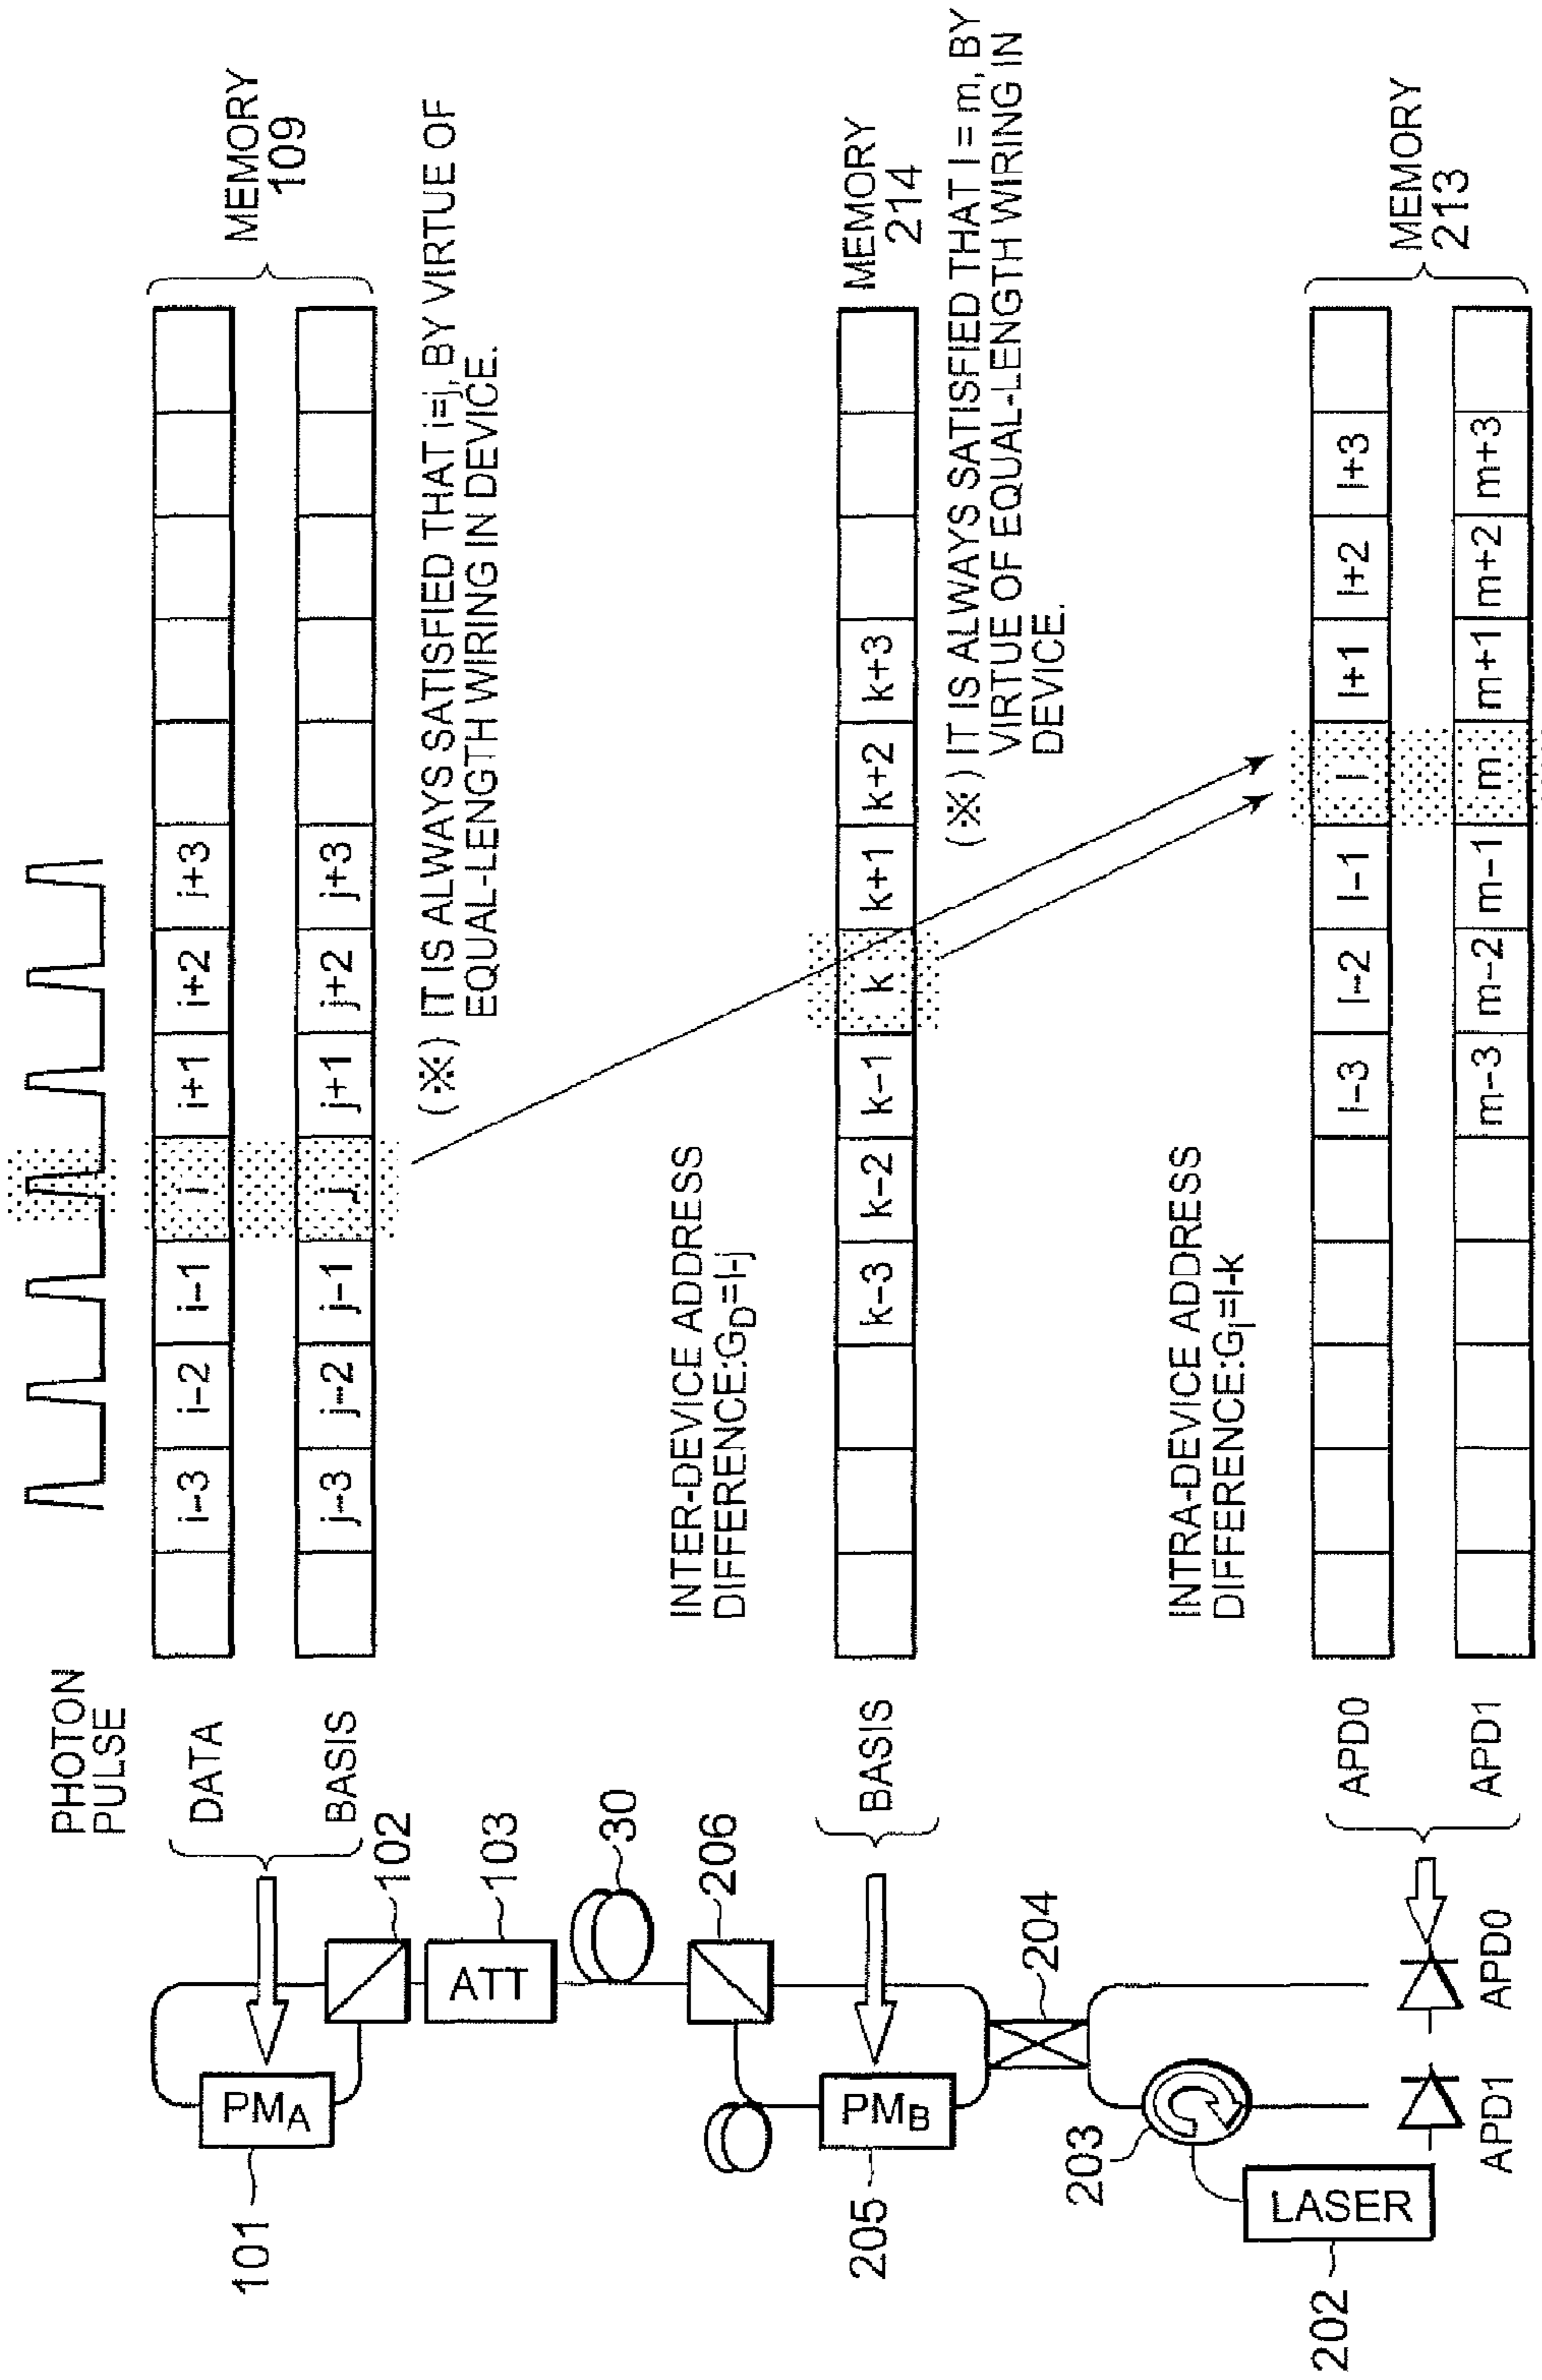 PHOTON
PULSE
DATA
i−3 i−2 i−1 i i+1 i+2 i+3
BASIS
j−3 j−2 j−1 j j+1 j+2 j+3
MEMORY
109
(※) IT IS ALWAYS SATISFIED THAT i=j, BY VIRTUE OF
EQUAL-LENGTH WIRING IN DEVICE.
101
PMA
102
ATT
103
30
206
INTER-DEVICE ADDRESS
DIFFERENCE:GD=l-j
BASIS
k−3 k−2 k−1 k k+1 k+2 k+3
MEMORY
214
(※) IT IS ALWAYS SATISFIED THAT l = m, BY
VIRTUE OF EQUAL-LENGTH WIRING IN
DEVICE.
205
PMB
204
203
INTRA-DEVICE ADDRESS
DIFFERENCE:GI=l-k
LASER
202
APD0
l−3 l−2 l−1 l l+1 l+2 l+3
APD1
m−3 m−2 m−1 m m+1 m+2 m+3
MEMORY
213
APD1
APD0